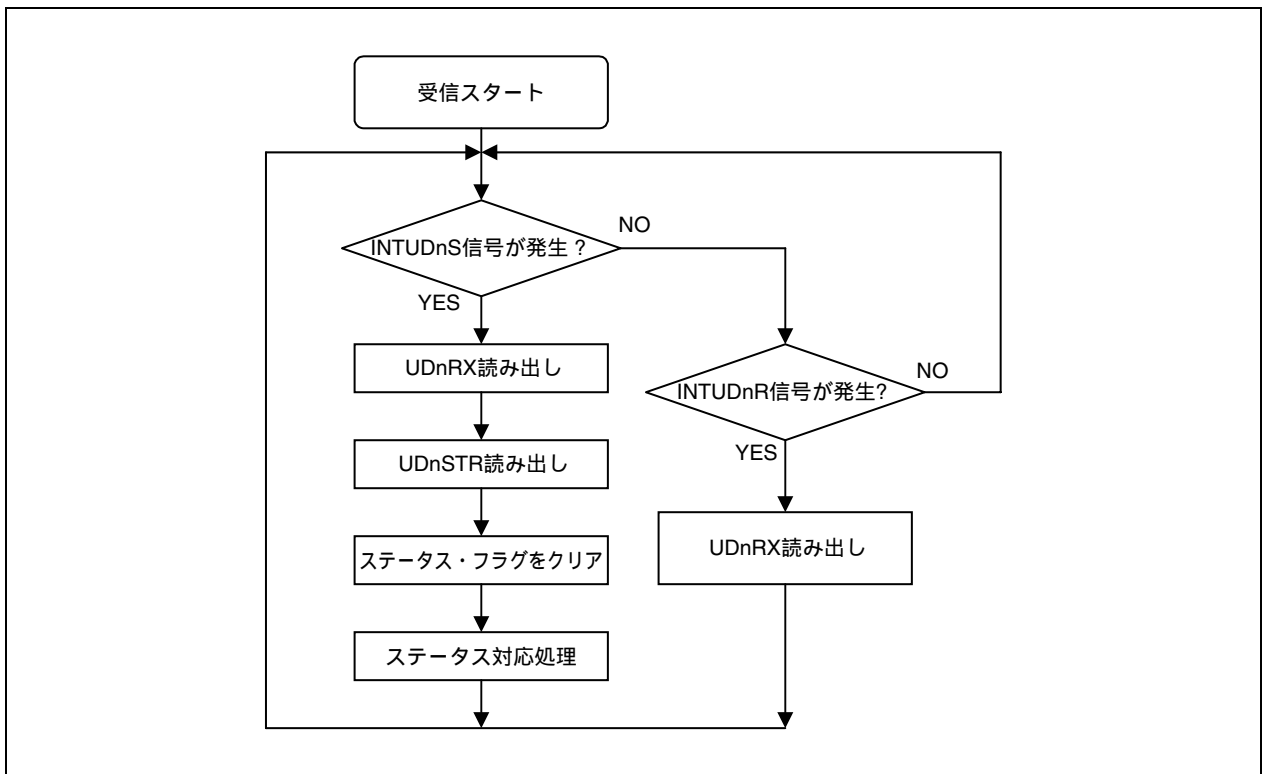 受信スタート
INTUDnS信号が発生？
NO
YES
UDnRX読み出し
UDnSTR読み出し
ステータス・フラグをクリア
ステータス対応処理
INTUDnR信号が発生?
NO
YES
UDnRX読み出し